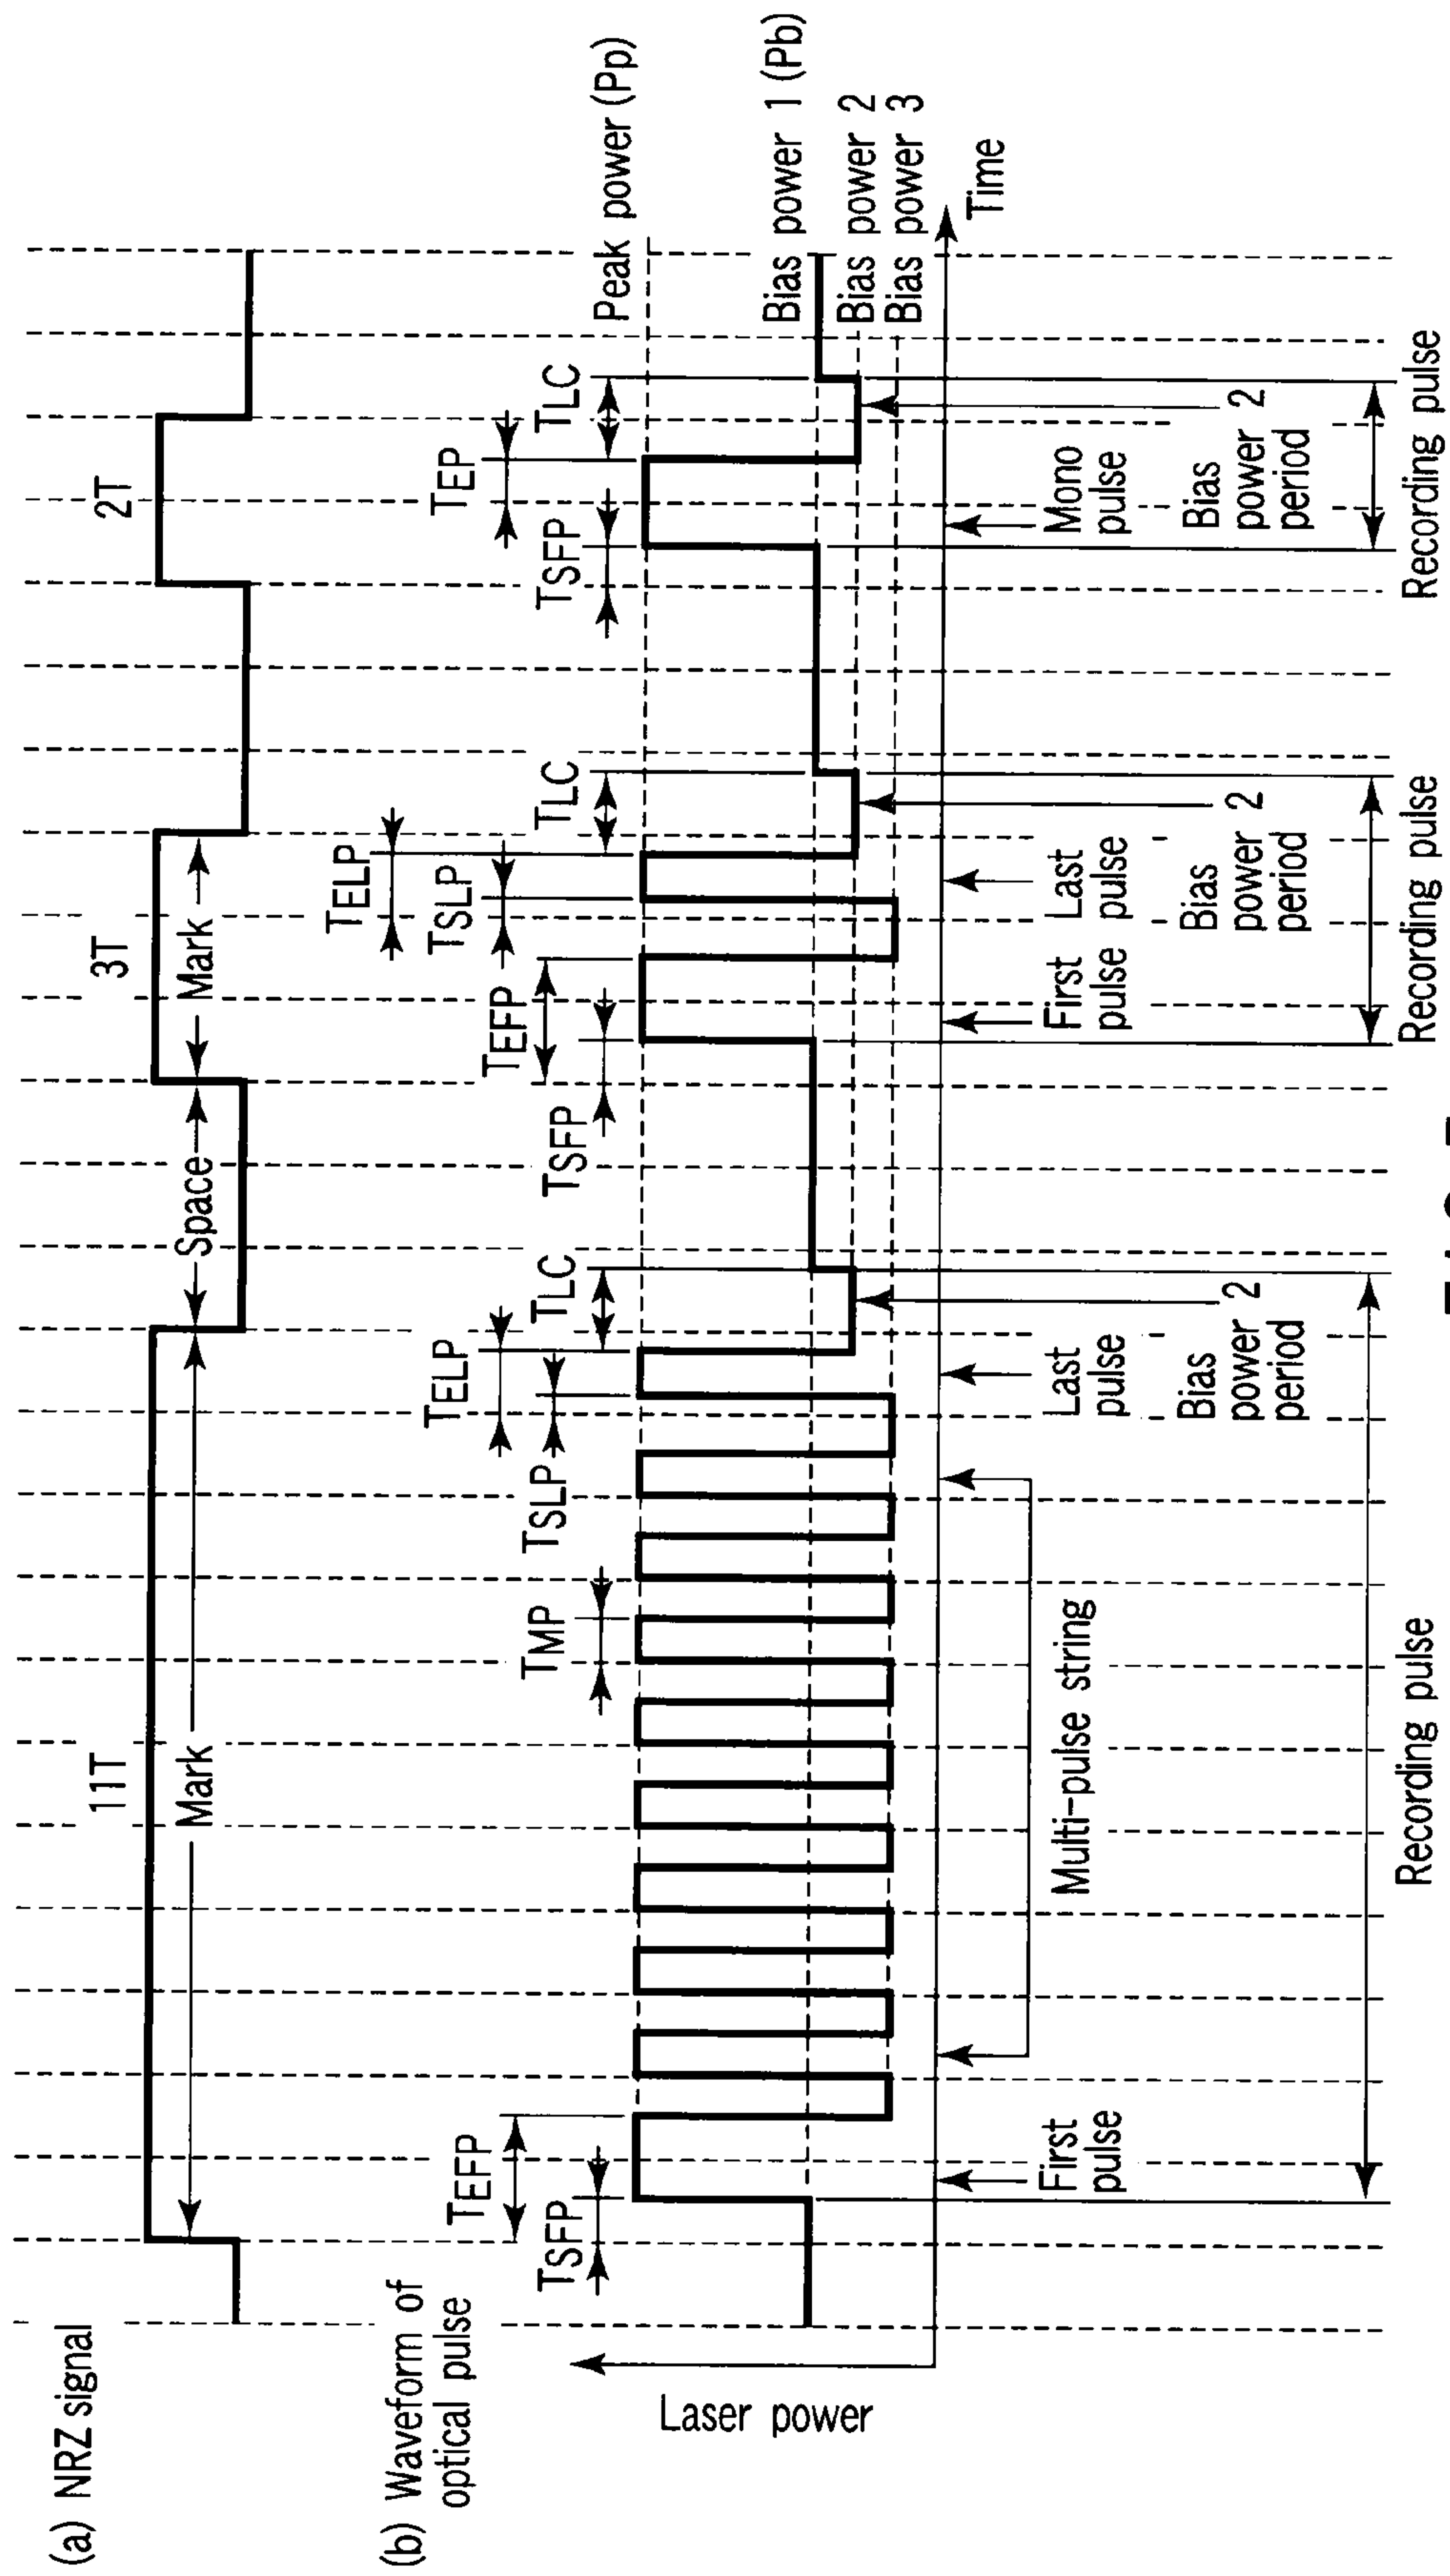 (a) NRZ signal
11T
3T
2T
Mark
Space
Mark
(b) Waveform of
optical pulse
TSFP
TEFP
TMP
TSLP
TELP
TLC
TSFP
TEFP
TSLP
TELP
TLC
TSFP
TEP
TLC
Peak power (Pp)
Bias power 1 (Pb)
Bias power 2
Bias power 3
Laser power
Time
First
pulse
Multi-pulse string
Last
pulse
Bias
power 2
period
First
pulse
Last
pulse
Bias
power 2
period
Mono
pulse
Bias
power 2
period
Recording pulse
Recording pulse
Recording pulse